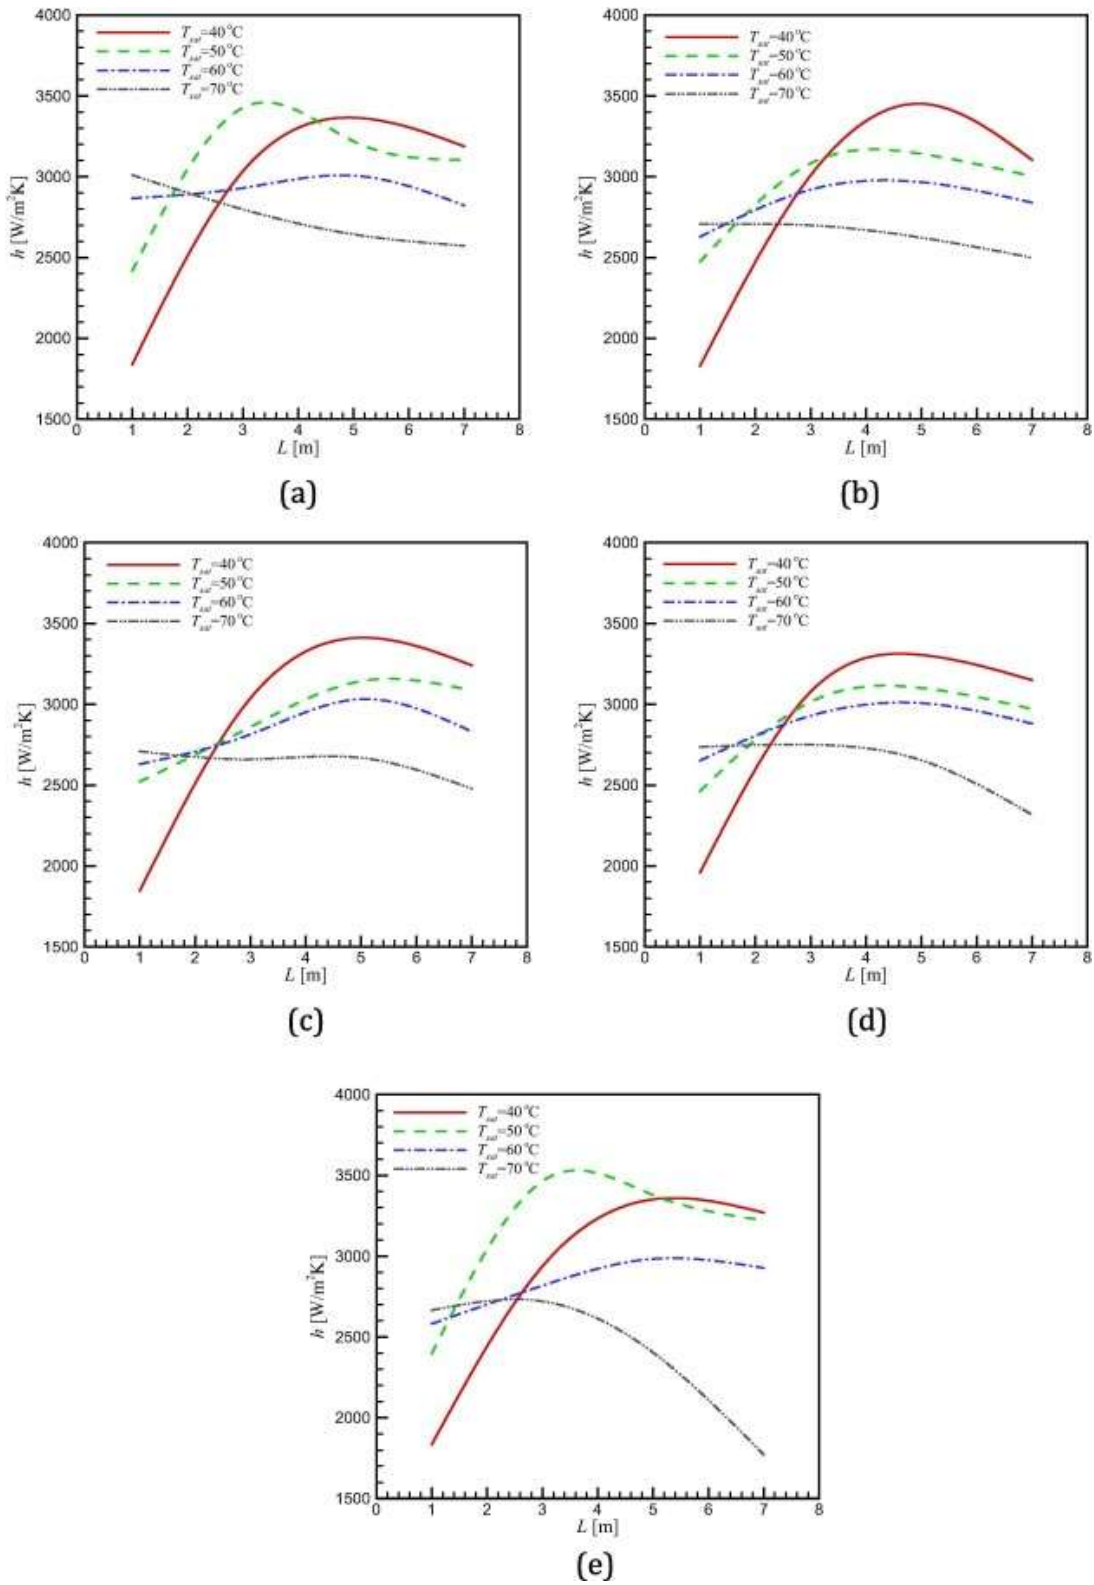 4000
3500
3000
2500
2000
1500
h [W/m²K]
T_sat=40 °C
T_sat=50 °C
T_sat=60 °C
T_sat=70 °C
0 1 2 3 4 5 6 7 8
L [m]
(a)
4000
3500
3000
2500
2000
1500
h [W/m²K]
T_sat=40 °C
T_sat=50 °C
T_sat=60 °C
T_sat=70 °C
0 1 2 3 4 5 6 7 8
L [m]
(b)
4000
3500
3000
2500
2000
1500
h [W/m²K]
T_sat=40 °C
T_sat=50 °C
T_sat=60 °C
T_sat=70 °C
0 1 2 3 4 5 6 7 8
L [m]
(c)
4000
3500
3000
2500
2000
1500
h [W/m²K]
T_sat=40 °C
T_sat=50 °C
T_sat=60 °C
T_sat=70 °C
0 1 2 3 4 5 6 7 8
L [m]
(d)
4000
3500
3000
2500
2000
1500
h [W/m²K]
T_sat=40 °C
T_sat=50 °C
T_sat=60 °C
T_sat=70 °C
0 1 2 3 4 5 6 7 8
L [m]
(e)